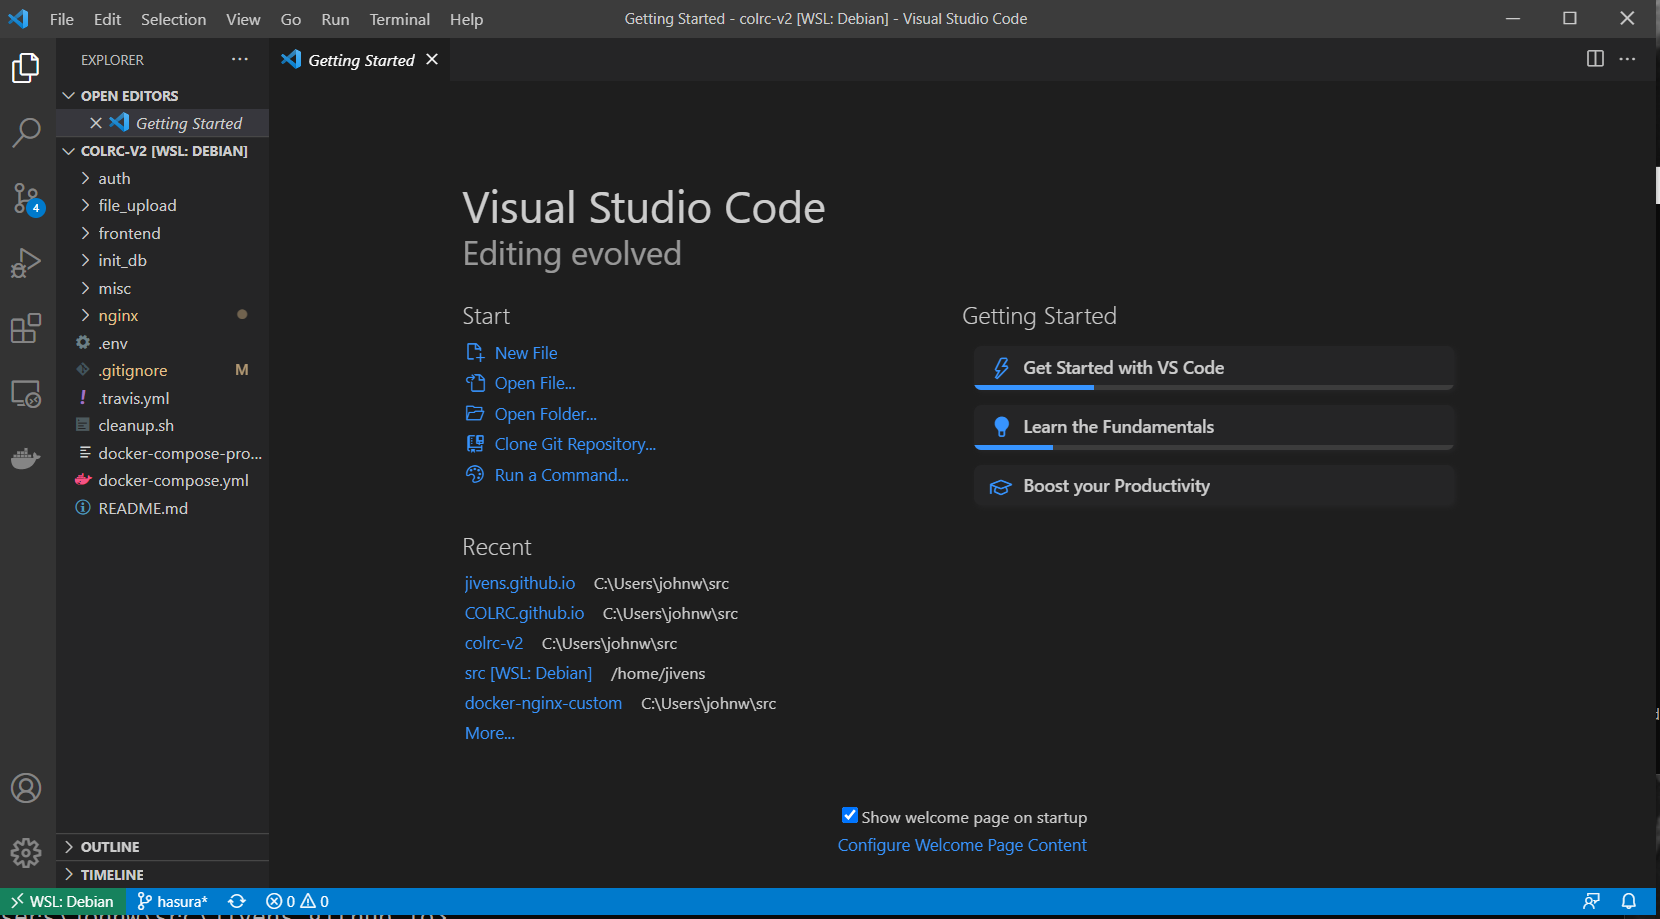 File Edit Selection View Go Run Terminal Help
Getting Started - colrc-v2 [WSL: Debian] - Visual Studio Code
EXPLORER
Getting Started
OPEN EDITORS
Getting Started
COLRC-V2 [WSL: DEBIAN]
auth
file_upload
frontend
init_db
misc
nginx
.env
.gitignore M
.travis.yml
cleanup.sh
docker-compose-pro...
docker-compose.yml
README.md
4
OUTLINE
TIMELINE
Visual Studio Code
Editing evolved
Start
New File
Open File...
Open Folder...
Clone Git Repository...
Run a Command...
Recent
jivens.github.io C:\Users\johnw\src
COLRC.github.io C:\Users\johnw\src
colrc-v2 C:\Users\johnw\src
src [WSL: Debian] /home/jivens
docker-nginx-custom C:\Users\johnw\src
More...
Getting Started
Get Started with VS Code
Learn the Fundamentals
Boost your Productivity
Show welcome page on startup
Configure Welcome Page Content
WSL: Debian hasura* 0 0